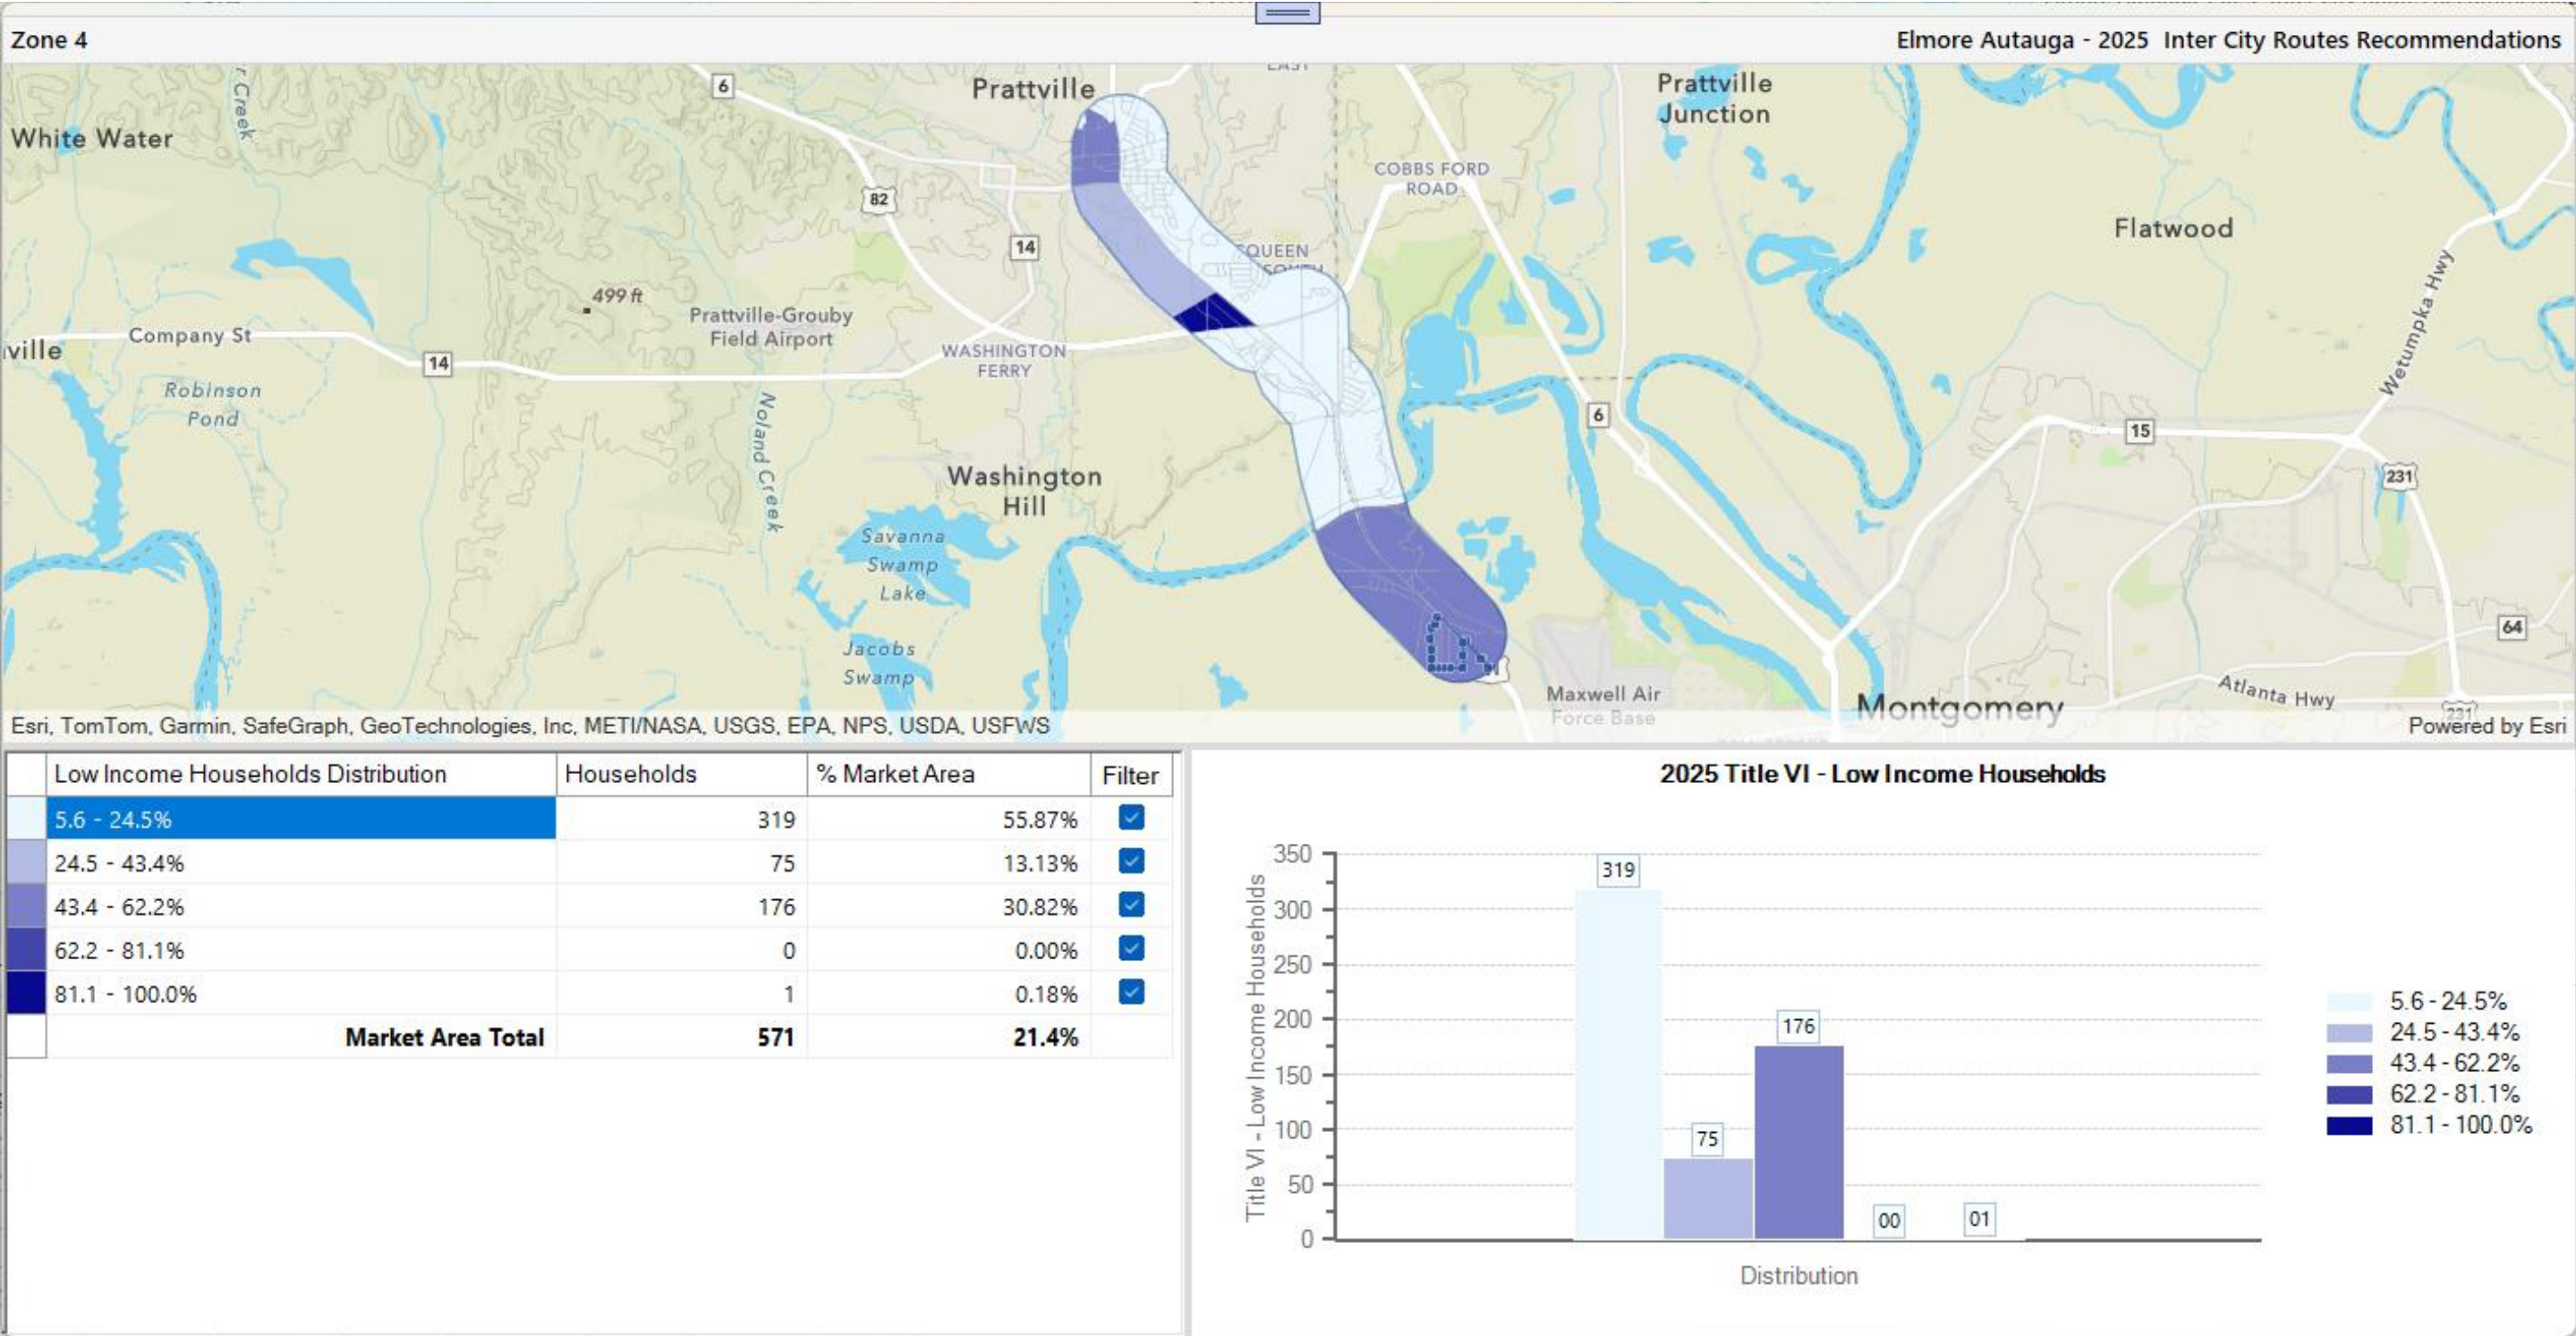 Zone 4
Elmore Autauga - 2025 Inter City Routes Recommendations
Creek
White Water
6
Prattville
EAST
Prattville
Junction
COBBS FORD
ROAD
82
14
QUEEN
SOUTH
Flatwood
Wetumpka Hwy
499 ft
Prattville-Grouby
Field Airport
Company St
ville
14
WASHINGTON
FERRY
Robinson
Pond
Noland Creek
6
15
231
Washington
Hill
Savanna
Swamp
Lake
Jacobs
Swamp
64
Maxwell Air
Force Base
Montgomery
Atlanta Hwy
231
Esri, TomTom, Garmin, SafeGraph, GeoTechnologies, Inc, METI/NASA, USGS, EPA, NPS, USDA, USFWS
Powered by Esri
Low Income Households Distribution Households % Market Area Filter
5.6 - 24.5% 319 55.87%
24.5 - 43.4% 75 13.13%
43.4 - 62.2% 176 30.82%
62.2 - 81.1% 0 0.00%
81.1 - 100.0% 1 0.18%
Market Area Total 571 21.4%
2025 Title VI - Low Income Households
Title VI - Low Income Households
350
300
250
200
150
100
50
0
319
75
176
00
01
Distribution
5.6 - 24.5%
24.5 - 43.4%
43.4 - 62.2%
62.2 - 81.1%
81.1 - 100.0%